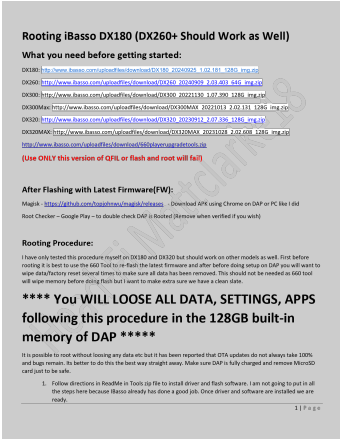 Rooting iBasso DX180 (DX260+ Should Work as Well)
What you need before getting started:
DX180: http://www.ibasso.com/uploadfiles/download/DX180_20240925_1.02.181_128G_img.zip
DX260: http://www.ibasso.com/uploadfiles/download/DX260_20240909_2.03.403_64G_img.zip
DX300: http://www.ibasso.com/uploadfiles/download/DX300_20221130_1.07.390_128G_img.zip
DX300Max: http://www.ibasso.com/uploadfiles/download/DX300MAX_20221013_2.02.131_128G_img.zip
DX320: http://www.ibasso.com/uploadfiles/download/DX320_20230912_2.07.336_128G_img.zip
DX320MAX: http://www.ibasso.com/uploadfiles/download/DX320MAX_20231028_2.02.608_128G_img.zip
http://www.ibasso.com/uploadfiles/download/660playerupgradetools.zip
(Use ONLY this version of QFIL or flash and root will fail)
After Flashing with Latest Firmware(FW):
Magisk - https://github.com/topjohnwu/magisk/releases - Download APK using Chrome on DAP or PC like I did
Root Checker – Google Play – to double check DAP is Rooted (Remove when verified if you wish)
Rooting Procedure:
I have only tested this procedure myself on DX180 and DX320 but should work on other models as well. First before
rooting it is best to use the 660 Tool to re-flash the latest firmware and after before doing setup on DAP you will want to
wipe data/factory reset several times to make sure all data has been removed. This should not be needed as 660 tool
will wipe memory before doing flash but I want to make extra sure we have a clean slate.
**** You WILL LOOSE ALL DATA, SETTINGS, APPS
following this procedure in the 128GB built-in
memory of DAP *****
It is possible to root without loosing any data etc but it has been reported that OTA updates do not always take 100%
and bugs remain. Its better to do this the best way straight away. Make sure DAP is fully charged and remove MicroSD
card just to be safe.
1. Follow directions in ReadMe in Tools zip file to install driver and flash software. I am not going to put in all
the steps here because IBasso has already done a good job. Once driver and software are installed we are
ready.
1 | Page